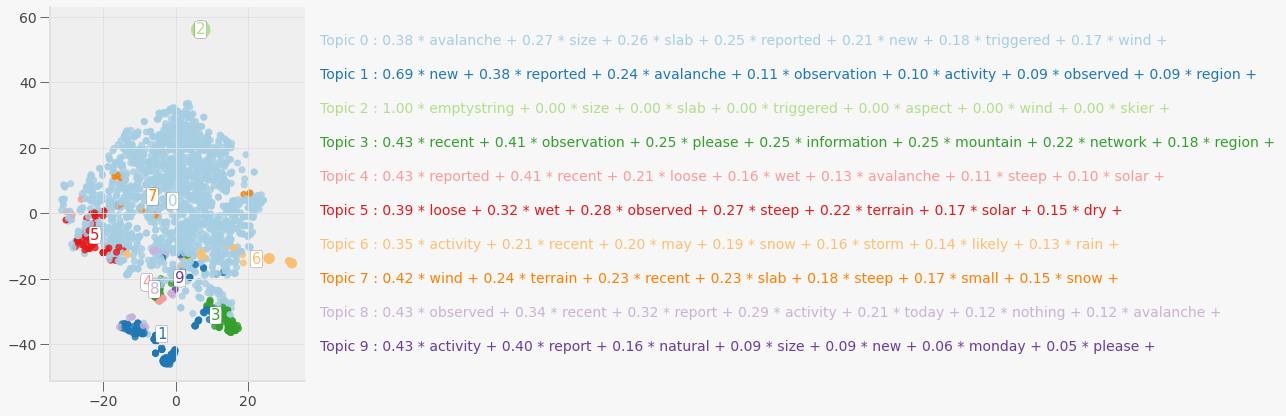 60
2
40
20
7
0
0
5
6
−20
4
9
8
3
1
−40
−20
0
20
Topic 0 : 0.38 * avalanche + 0.27 * size + 0.26 * slab + 0.25 * reported + 0.21 * new + 0.18 * triggered + 0.17 * wind +
Topic 1 : 0.69 * new + 0.38 * reported + 0.24 * avalanche + 0.11 * observation + 0.10 * activity + 0.09 * observed + 0.09 * region +
Topic 2 : 1.00 * emptystring + 0.00 * size + 0.00 * slab + 0.00 * triggered + 0.00 * aspect + 0.00 * wind + 0.00 * skier +
Topic 3 : 0.43 * recent + 0.41 * observation + 0.25 * please + 0.25 * information + 0.25 * mountain + 0.22 * network + 0.18 * region +
Topic 4 : 0.43 * reported + 0.41 * recent + 0.21 * loose + 0.16 * wet + 0.13 * avalanche + 0.11 * steep + 0.10 * solar +
Topic 5 : 0.39 * loose + 0.32 * wet + 0.28 * observed + 0.27 * steep + 0.22 * terrain + 0.17 * solar + 0.15 * dry +
Topic 6 : 0.35 * activity + 0.21 * recent + 0.20 * may + 0.19 * snow + 0.16 * storm + 0.14 * likely + 0.13 * rain +
Topic 7 : 0.42 * wind + 0.24 * terrain + 0.23 * recent + 0.23 * slab + 0.18 * steep + 0.17 * small + 0.15 * snow +
Topic 8 : 0.43 * observed + 0.34 * recent + 0.32 * report + 0.29 * activity + 0.21 * today + 0.12 * nothing + 0.12 * avalanche +
Topic 9 : 0.43 * activity + 0.40 * report + 0.16 * natural + 0.09 * size + 0.09 * new + 0.06 * monday + 0.05 * please +